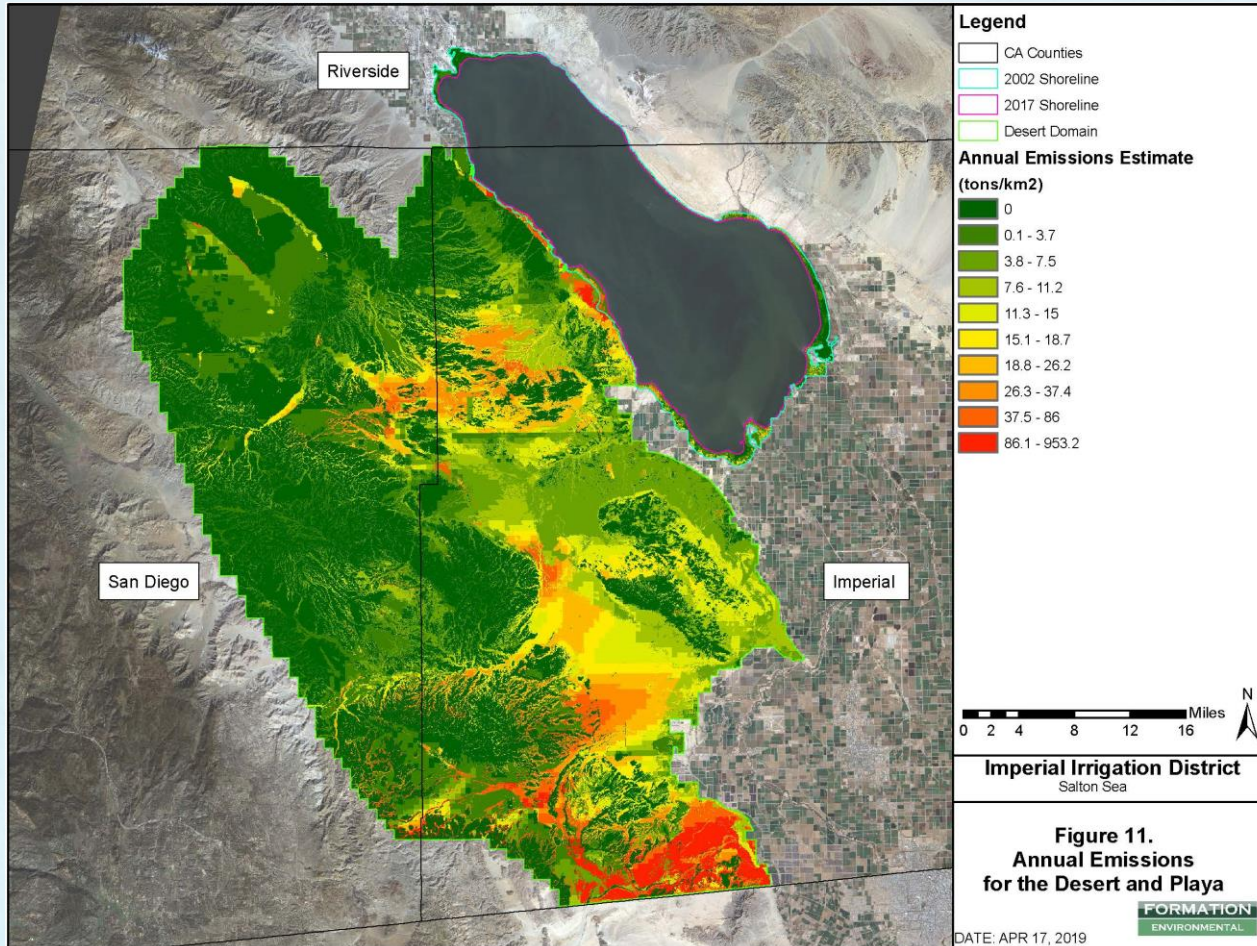 Riverside
San Diego
Imperial
Legend
CA Counties
2002 Shoreline
2017 Shoreline
Desert Domain
Annual Emissions Estimate
(tons/km2)
0
0.1 - 3.7
3.8 - 7.5
7.6 - 11.2
11.3 - 15
15.1 - 18.7
18.8 - 26.2
26.3 - 37.4
37.5 - 86
86.1 - 953.2
N
Miles
0 2 4 8 12 16
Imperial Irrigation District
Salton Sea
Figure 11.
Annual Emissions
for the Desert and Playa
FORMATION
ENVIRONMENTAL
DATE: APR 17, 2019